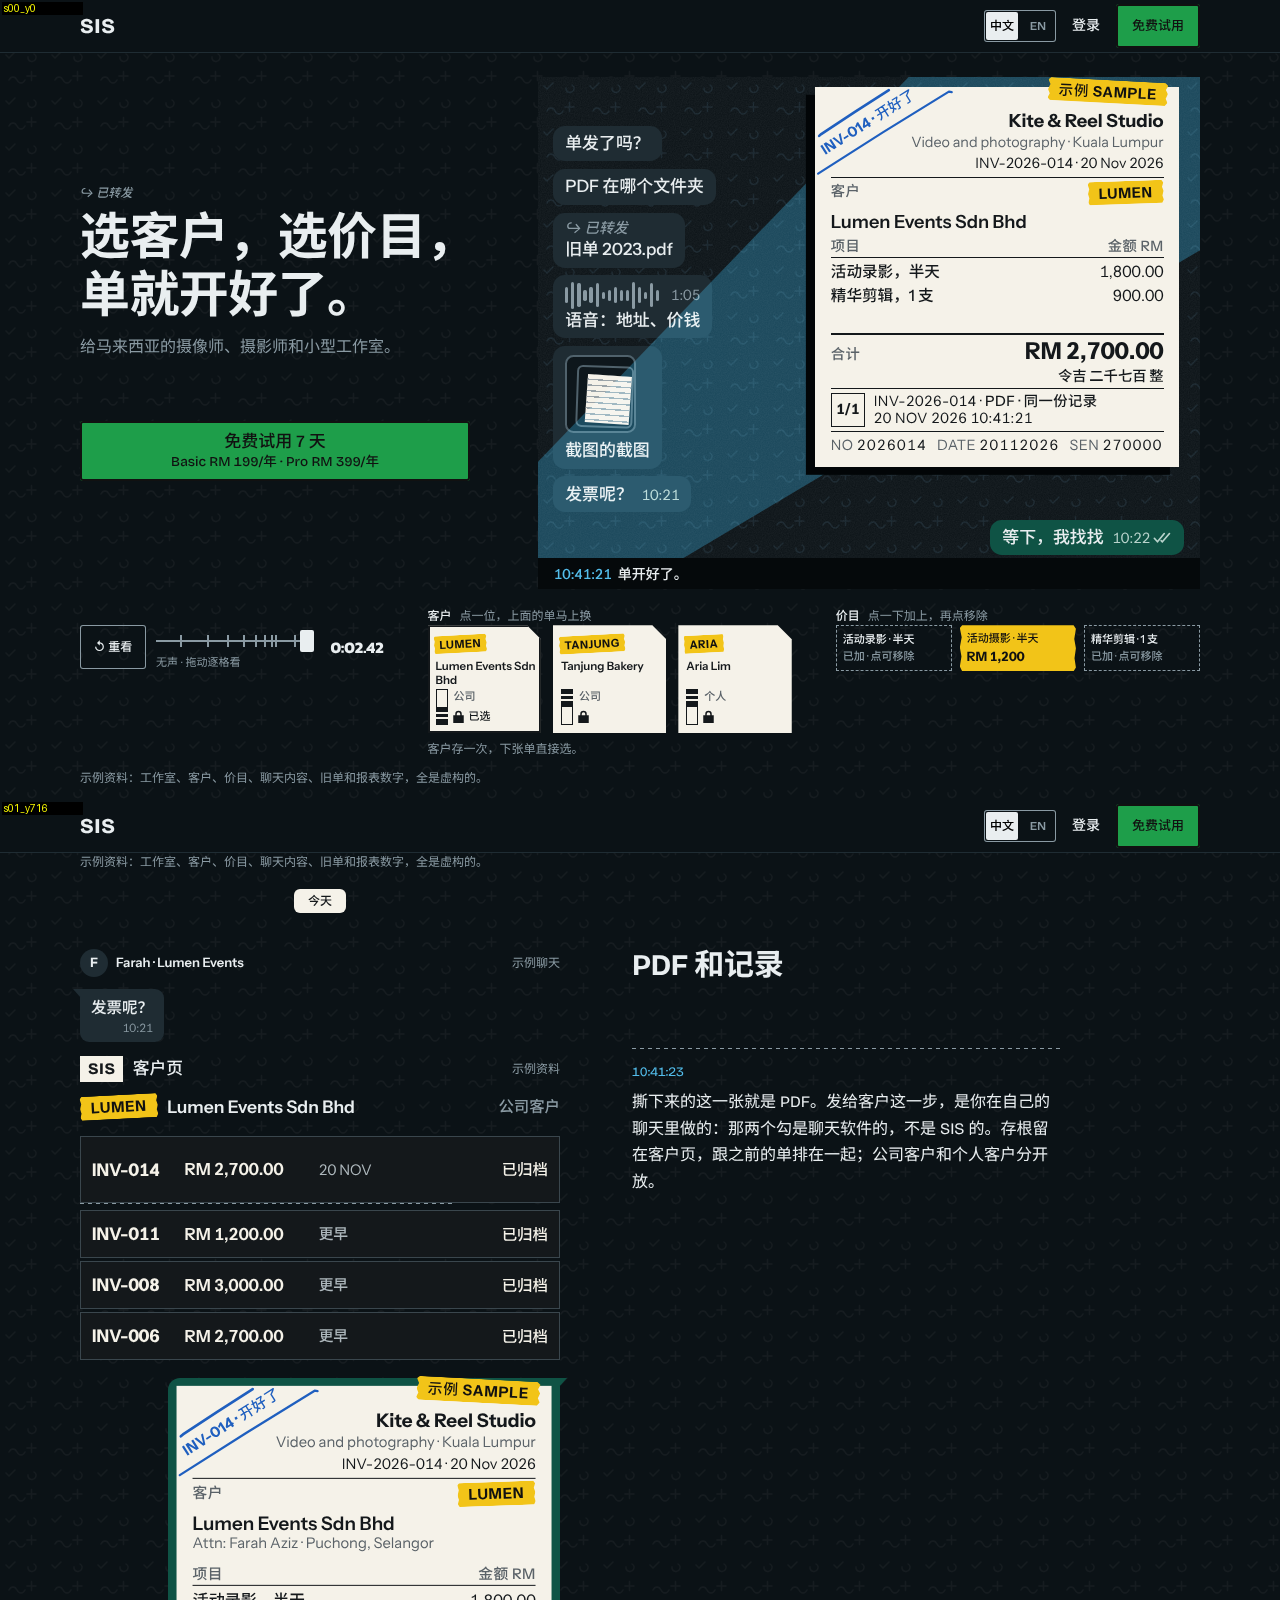 s00_y0
SIS
中文 EN 登录 免费试用
已转发
选客户，选价目，
单就开好了。
给马来西亚的摄像师、摄影师和小型工作室。
免费试用 7 天
Basic RM 199/年 · Pro RM 399/年
单发了吗？
PDF 在哪个文件夹
已转发
旧单 2023.pdf
1:05
语音：地址、价钱
截图的截图
发票呢？ 10:21
示例 SAMPLE
INV-014 · 开好了
Kite & Reel Studio
Video and photography · Kuala Lumpur
INV-2026-014 · 20 Nov 2026
客户 LUMEN
Lumen Events Sdn Bhd
项目 金额 RM
活动录影，半天 1,800.00
精华剪辑，1 支 900.00
合计 RM 2,700.00
令吉 二千七百 整
1/1 INV-2026-014 · PDF · 同一份记录
20 NOV 2026 10:41:21
NO 2026014 DATE 20112026 SEN 270000
等下，我找找 10:22
10:41:21 单开好了。
重看 0:02.42
无声 · 拖动逐格看
客户 点一位，上面的单马上换
LUMEN
Lumen Events Sdn Bhd
公司
已选
TANJUNG
Tanjung Bakery
公司
ARIA
Aria Lim
个人
客户存一次，下张单直接选。
价目 点一下加上，再点移除
活动录影 · 半天
已加 · 点可移除
活动摄影 · 半天
RM 1,200
精华剪辑 · 1 支
已加 · 点可移除
示例资料：工作室、客户、价目、聊天内容、旧单和报表数字，全是虚构的。
s01_y716
SIS
中文 EN 登录 免费试用
示例资料：工作室、客户、价目、聊天内容、旧单和报表数字，全是虚构的。
今天
F Farah · Lumen Events 示例聊天
发票呢？
10:21
SIS 客户页 示例资料
LUMEN Lumen Events Sdn Bhd 公司客户
INV-014 RM 2,700.00 20 NOV 已归档
INV-011 RM 1,200.00 更早 已归档
INV-008 RM 3,000.00 更早 已归档
INV-006 RM 2,700.00 更早 已归档
PDF 和记录
10:41:23
撕下来的这一张就是 PDF。发给客户这一步，是你在自己的
聊天里做的：那两个勾是聊天软件的，不是 SIS 的。存根留
在客户页，跟之前的单排在一起；公司客户和个人客户分开
放。
示例 SAMPLE
INV-014 · 开好了
Kite & Reel Studio
Video and photography · Kuala Lumpur
INV-2026-014 · 20 Nov 2026
客户 LUMEN
Lumen Events Sdn Bhd
Attn: Farah Aziz · Puchong, Selangor
项目 金额 RM
活动录影，半天 1,800.00